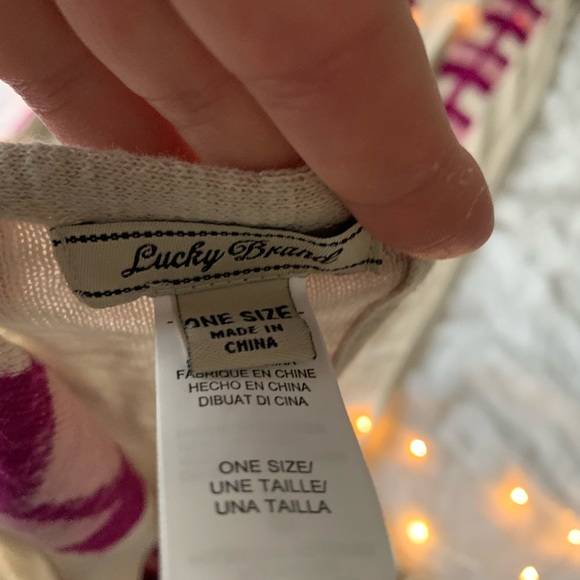 Lucky Brand
ONE SIZE
MADE IN
CHINA
FABRIQUE EN CHINE
HECHO EN CHINA
DIBUAT DI CINA
ONE SIZE/
UNE TAILLE/
UNA TAILLA